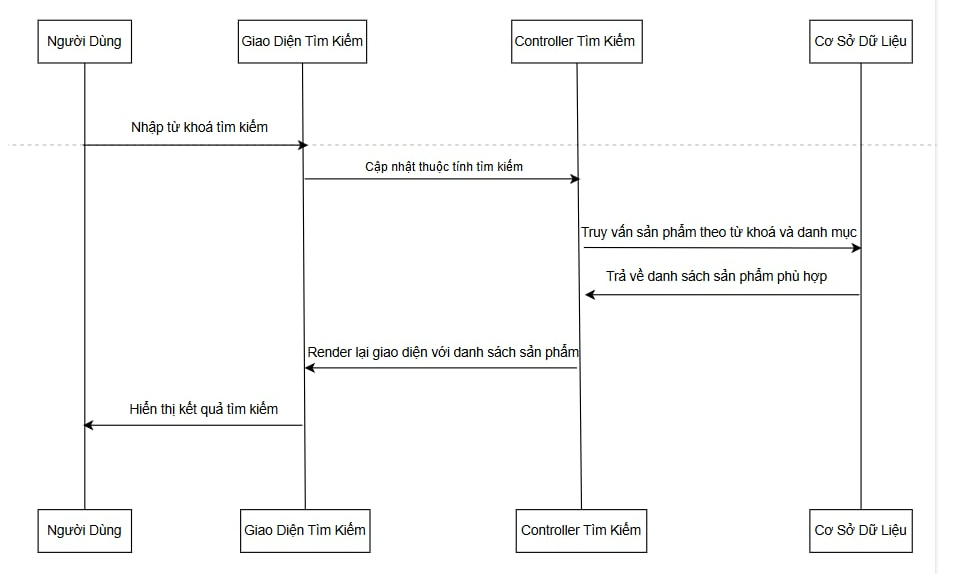 Người Dùng
Giao Diện Tìm Kiếm
Controller Tìm Kiếm
Cơ Sở Dữ Liệu
Nhập từ khoá tìm kiếm
Cập nhật thuộc tính tìm kiếm
Truy vấn sản phẩm theo từ khoá và danh mục
Trả về danh sách sản phẩm phù hợp
Render lại giao diện với danh sách sản phẩm
Hiển thị kết quả tìm kiếm
Người Dùng
Giao Diện Tìm Kiếm
Controller Tìm Kiếm
Cơ Sở Dữ Liệu